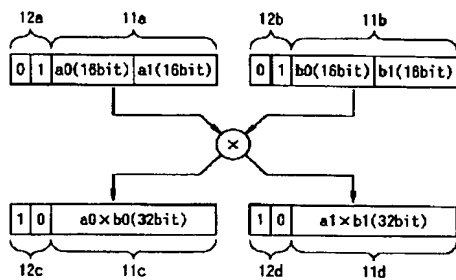 12a 11a 12b 11b
0 1 a0(16bit) a1(16bit) 0 1 b0(16bit) b1(16bit)
×
1 0 a0×b0(32bit) 1 0 a1×b1(32bit)
12c 11c 12d 11d